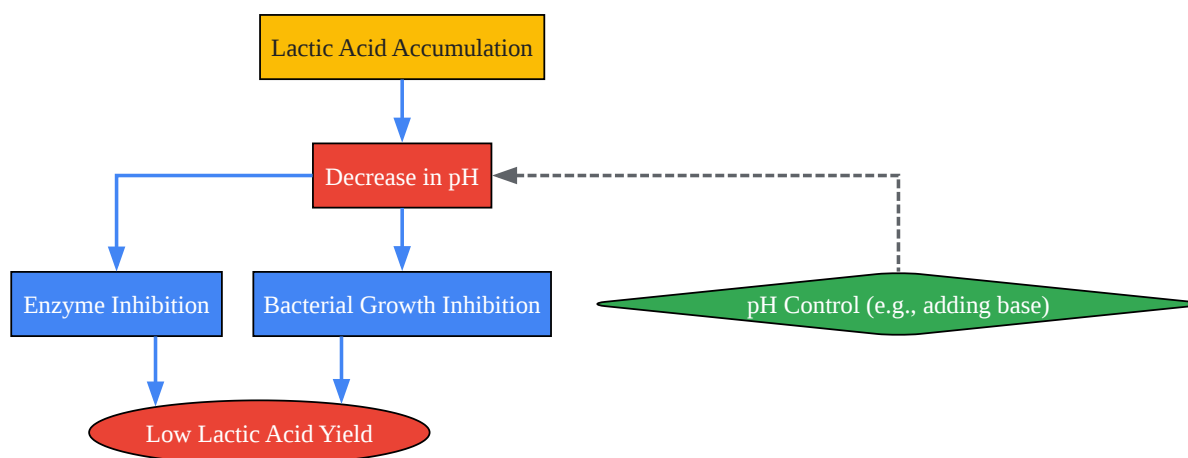 Lactic Acid Accumulation
Decrease in pH
Enzyme Inhibition
Bacterial Growth Inhibition
pH Control (e.g., adding base)
Low Lactic Acid Yield